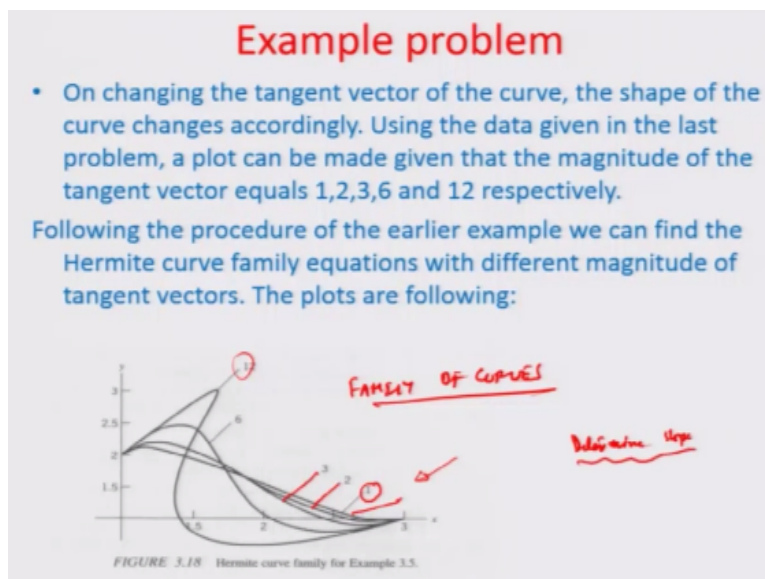 Example problem
• On changing the tangent vector of the curve, the shape of the
curve changes accordingly. Using the data given in the last
problem, a plot can be made given that the magnitude of the
tangent vector equals 1,2,3,6 and 12 respectively.
Following the procedure of the earlier example we can find the
Hermite curve family equations with different magnitude of
tangent vectors. The plots are following:
y
12
FAMILY OF CURVES
3
2.5
6
Determine slope
2
3
2
1
1.5
1.5
2
3
x
FIGURE 3.18 Hermite curve family for Example 3.5.